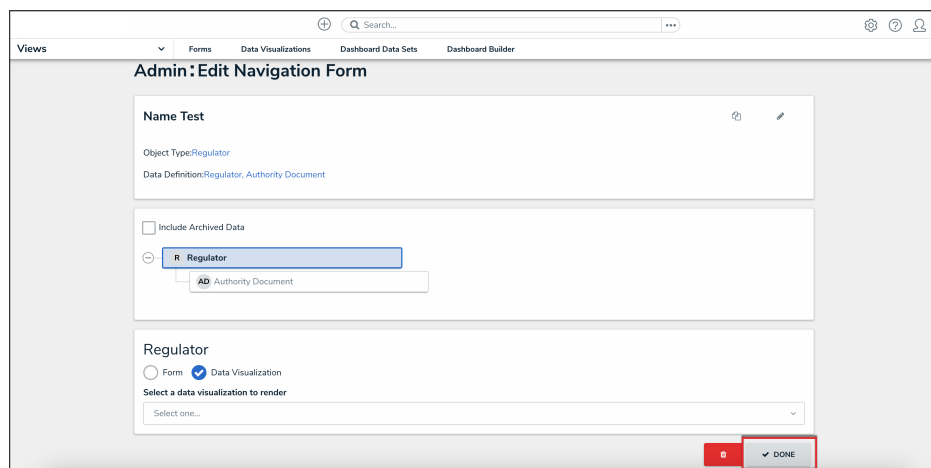 Search...
Views Forms Data Visualizations Dashboard Data Sets Dashboard Builder
Admin:Edit Navigation Form
Name Test
Object Type:Regulator
Data Definition:Regulator, Authority Document
Include Archived Data
R Regulator
AD Authority Document
Regulator
Form Data Visualization
Select a data visualization to render
Select one...
DONE